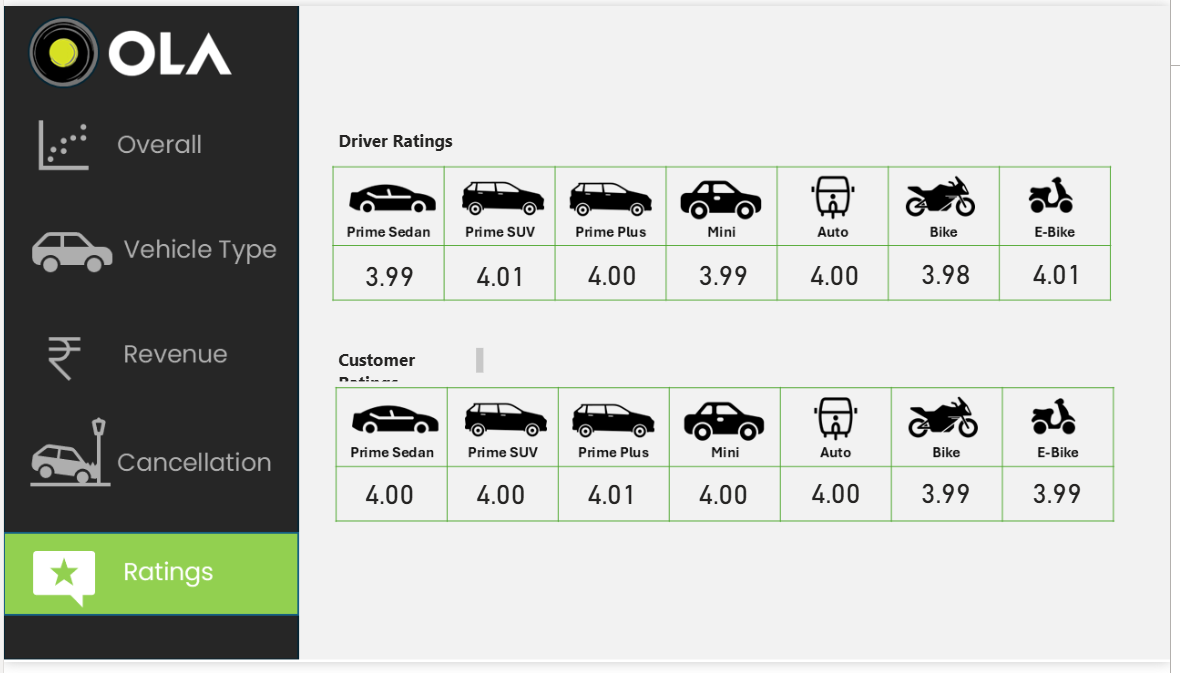 OLA
Overall
Vehicle Type
Revenue
Cancellation
Ratings
Driver Ratings
Prime Sedan Prime SUV Prime Plus Mini Auto Bike E-Bike
3.99 4.01 4.00 3.99 4.00 3.98 4.01
Customer
Ratings
Prime Sedan Prime SUV Prime Plus Mini Auto Bike E-Bike
4.00 4.00 4.01 4.00 4.00 3.99 3.99